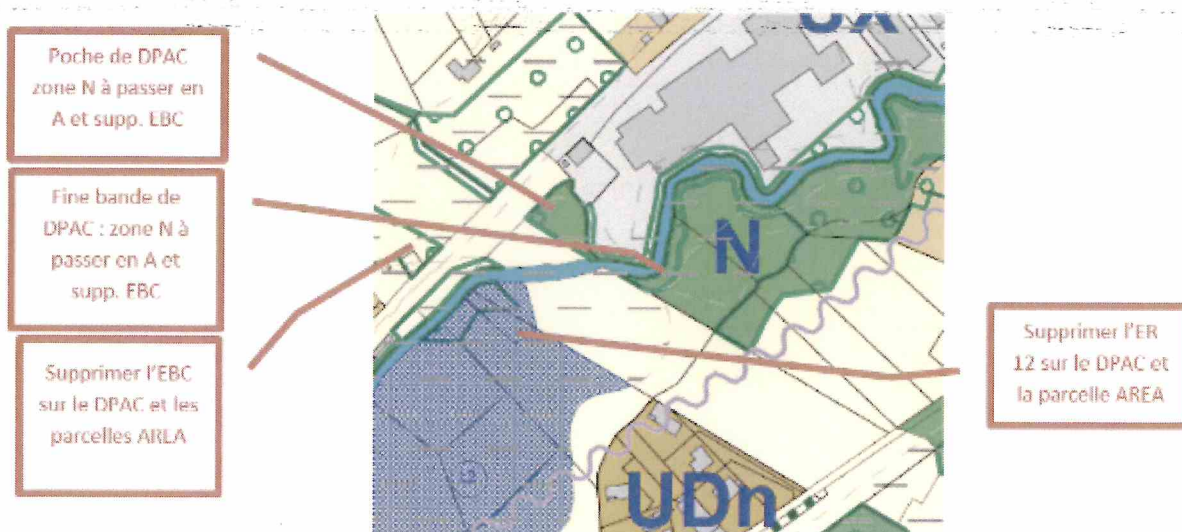 Poche de DPAC
zone N à passer en
A et supp. EBC
Fine bande de
DPAC : zone N à
passer en A et
supp. EBC
Supprimer l'EBC
sur le DPAC et les
parcelles AREA
Supprimer l'ER
12 sur le DPAC et
la parcelle AREA
UX
N
UDn